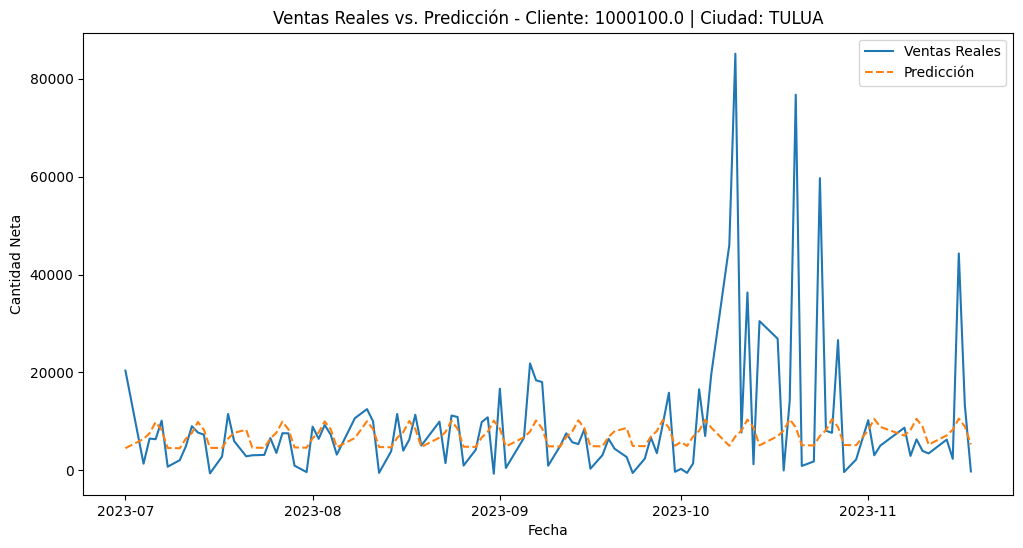 Ventas Reales vs. Predicción - Cliente: 1000100.0 | Ciudad: TULUA
Ventas Reales
Predicción
Cantidad Neta
80000
60000
40000
20000
0
2023-07
2023-08
2023-09
2023-10
2023-11
Fecha